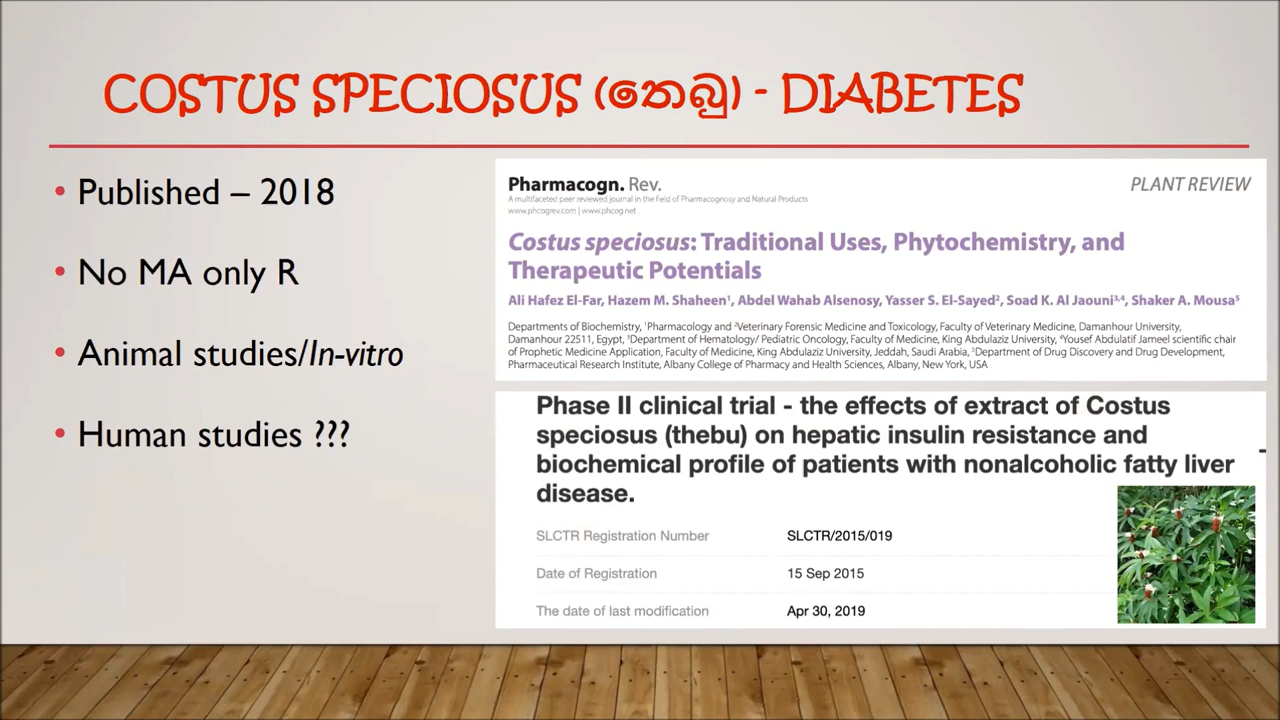 COSTUS SPECIOSUS (තෙබු) - DIABETES
• Published – 2018
• No MA only R
• Animal studies/In-vitro
• Human studies ???
Pharmacogn. Rev.
A multifaceted peer reviewed journal in the field of Pharmacognosy and Natural Products
www.phcogrev.com | www.phcog.net
PLANT REVIEW
Costus speciosus: Traditional Uses, Phytochemistry, and
Therapeutic Potentials
Ali Hafez El-Far, Hazem M. Shaheen¹, Abdel Wahab Alsenosy, Yasser S. El-Sayed², Soad K. Al Jaouni³,⁴, Shaker A. Mousa⁵
Departments of Biochemistry, ¹Pharmacology and ²Veterinary Forensic Medicine and Toxicology, Faculty of Veterinary Medicine, Damanhour University,
Damanhour 22511, Egypt, ³Department of Hematology/ Pediatric Oncology, Faculty of Medicine, King Abdulaziz University, ⁴Yousef Abdulatif Jameel scientific chair
of Prophetic Medicine Application, Faculty of Medicine, King Abdulaziz University, Jeddah, Saudi Arabia, ⁵Department of Drug Discovery and Drug Development,
Pharmaceutical Research Institute, Albany College of Pharmacy and Health Sciences, Albany, New York, USA
Phase II clinical trial - the effects of extract of Costus
speciosus (thebu) on hepatic insulin resistance and
biochemical profile of patients with nonalcoholic fatty liver
disease.
SLCTR Registration Number SLCTR/2015/019
Date of Registration 15 Sep 2015
The date of last modification Apr 30, 2019